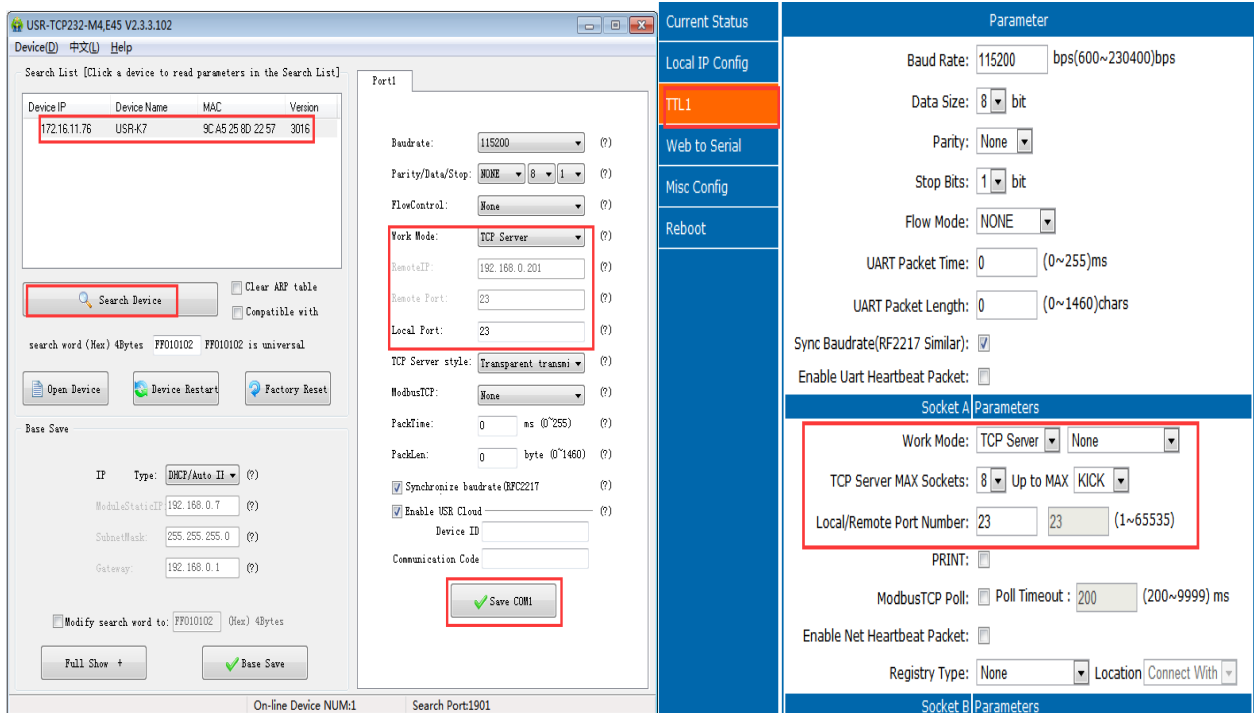 USR-TCP232-M4,E45 V2.3.3.102
Device(D) 中文(L) Help
Search List [Click a device to read parameters in the Search List]
Device IP Device Name MAC Version
172.16.11.76 USR-K7 9C A5 25 8D 22 57 3016
Search Device
Clear ARP table
Compatible with
search word (Hex) 4Bytes FF010102 FF010102 is universal
Open Device Device Restart Factory Reset
Base Save
IP Type: DHCP/Auto II (?)
ModuleStaticIP 192.168.0.7 (?)
SubnetMask: 255.255.255.0 (?)
Gateway: 192.168.0.1 (?)
Modify search word to: FF010102 (Hex) 4Bytes
Full Show + Base Save
Port1
Baudrate: 115200 (?)
Parity/Data/Stop: NONE 8 1 (?)
FlowControl: None (?)
Work Mode: TCP Server (?)
RemoteIP: 192.168.0.201 (?)
Remote Port: 23 (?)
Local Port: 23 (?)
TCP Server style: Transparent transmi (?)
ModbusTCP: None (?)
PackTime: 0 ms (0~255) (?)
PackLen: 0 byte (0~1460) (?)
Synchronize baudrate(RFC2217 (?)
Enable USR Cloud (?)
Device ID
Communication Code
Save COM1
On-line Device NUM:1 Search Port:1901
Current Status
Local IP Config
TTL1
Web to Serial
Misc Config
Reboot
Parameter
Baud Rate: 115200 bps(600~230400)bps
Data Size: 8 bit
Parity: None
Stop Bits: 1 bit
Flow Mode: NONE
UART Packet Time: 0 (0~255)ms
UART Packet Length: 0 (0~1460)chars
Sync Baudrate(RF2217 Similar):
Enable Uart Heartbeat Packet:
Socket A Parameters
Work Mode: TCP Server None
TCP Server MAX Sockets: 8 Up to MAX KICK
Local/Remote Port Number: 23 23 (1~65535)
PRINT:
ModbusTCP Poll: Poll Timeout : 200 (200~9999) ms
Enable Net Heartbeat Packet:
Registry Type: None Location Connect With
Socket B Parameters